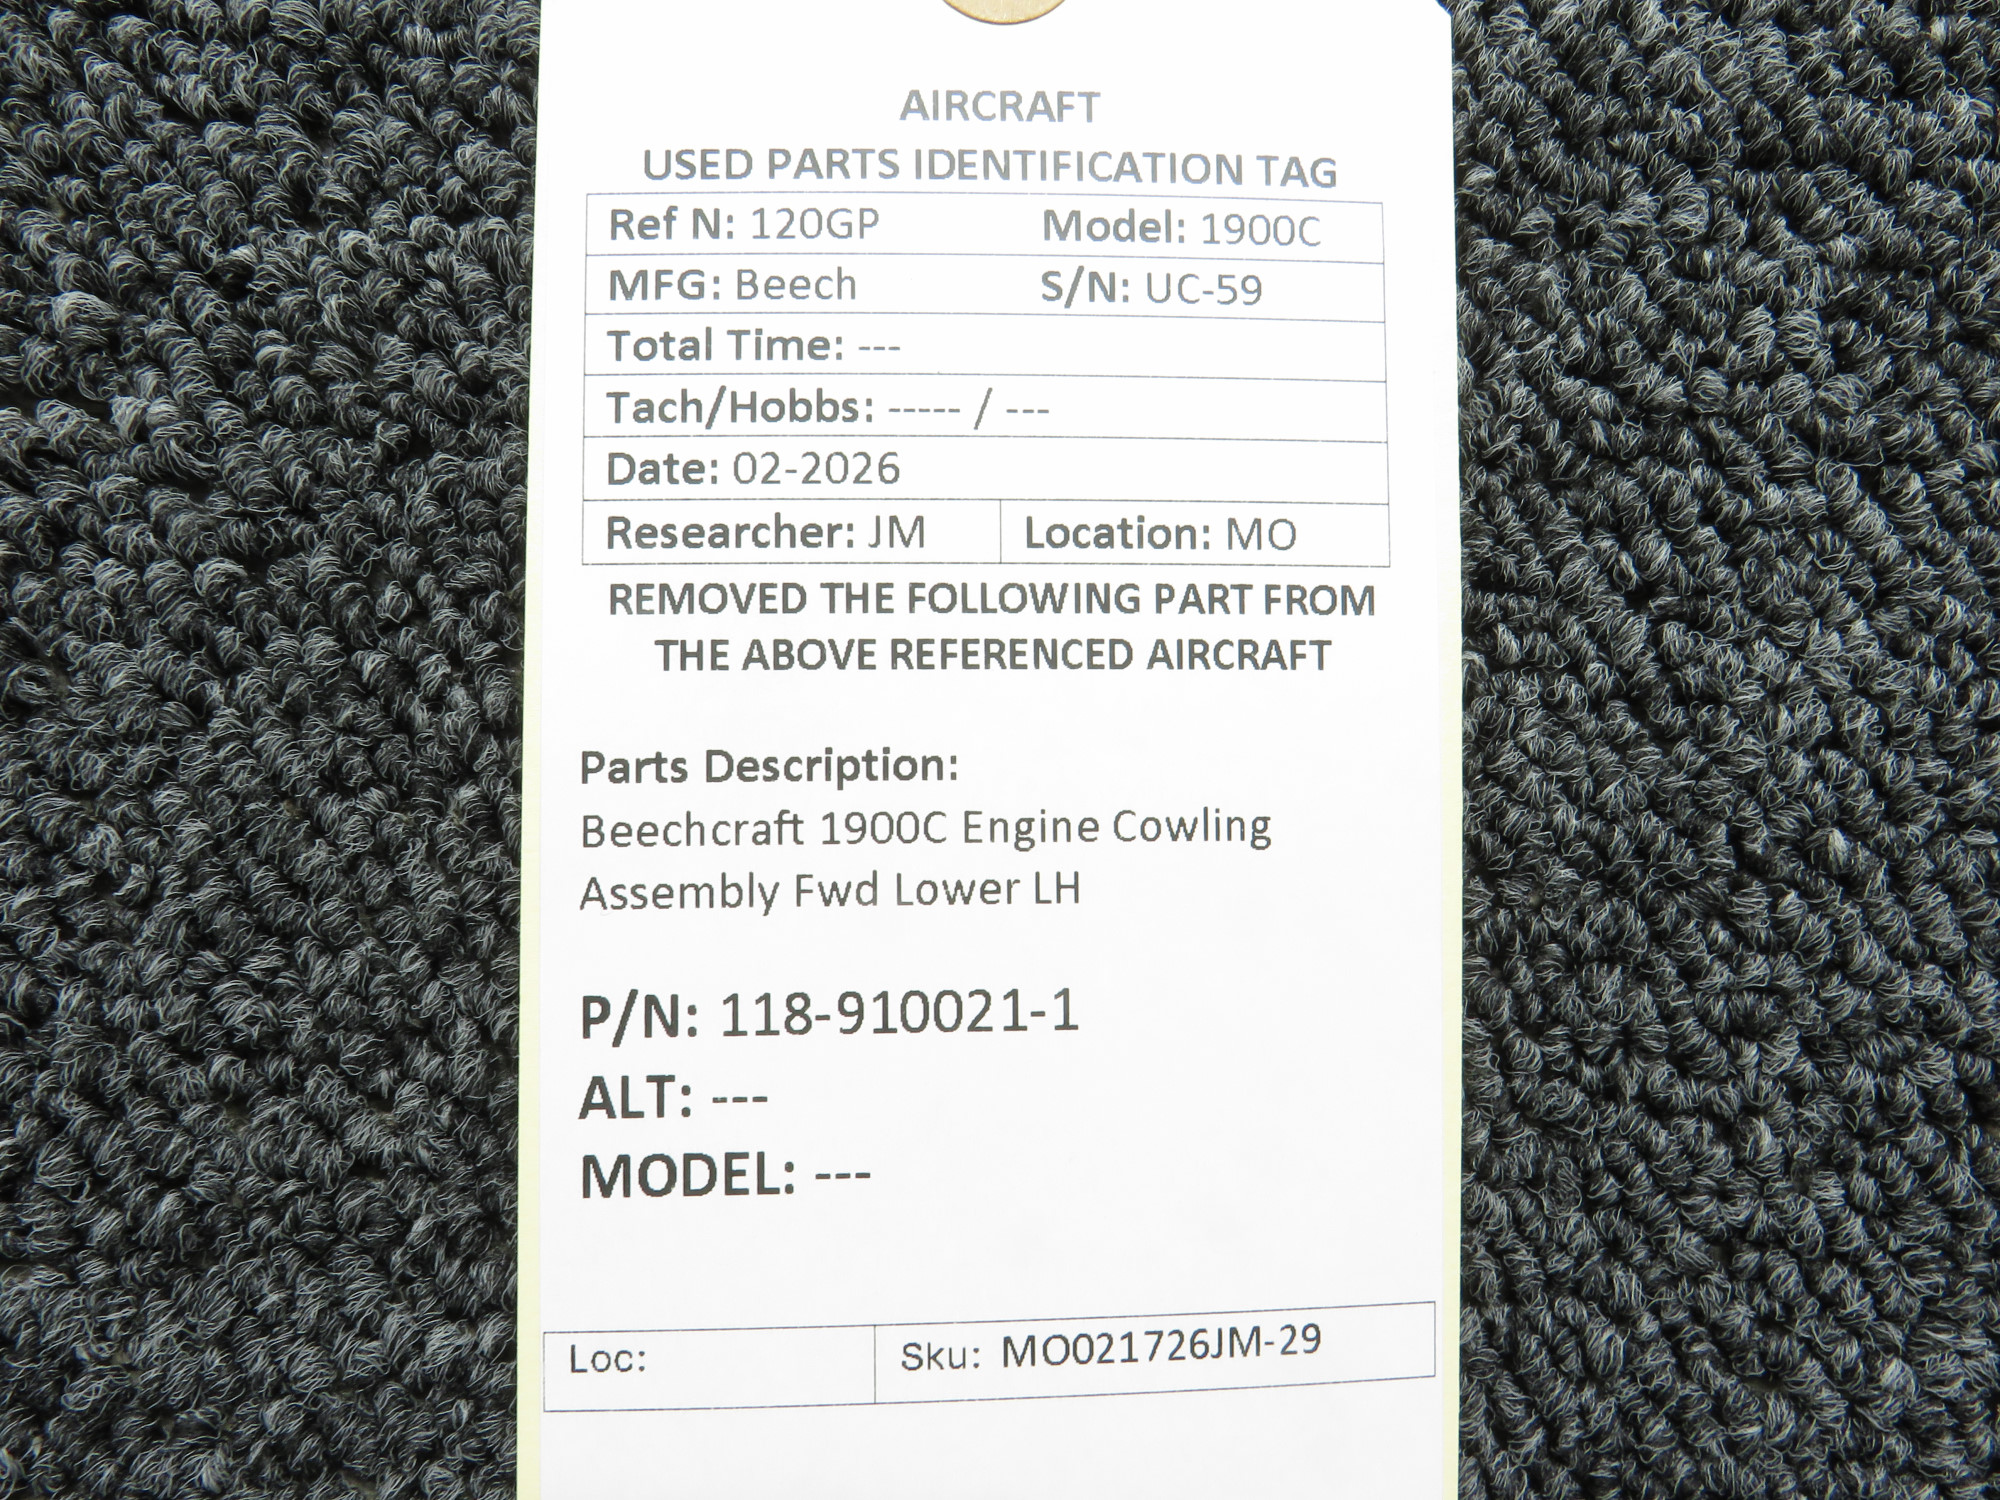 AIRCRAFT
USED PARTS IDENTIFICATION TAG
Ref N: 120GP Model: 1900C
MFG: Beech S/N: UC-59
Total Time: ---
Tach/Hobbs: ----- / ---
Date: 02-2026
Researcher: JM Location: MO
REMOVED THE FOLLOWING PART FROM
THE ABOVE REFERENCED AIRCRAFT
Parts Description:
Beechcraft 1900C Engine Cowling
Assembly Fwd Lower LH
P/N: 118-910021-1
ALT: ---
MODEL: ---
Loc: Sku: MO021726JM-29